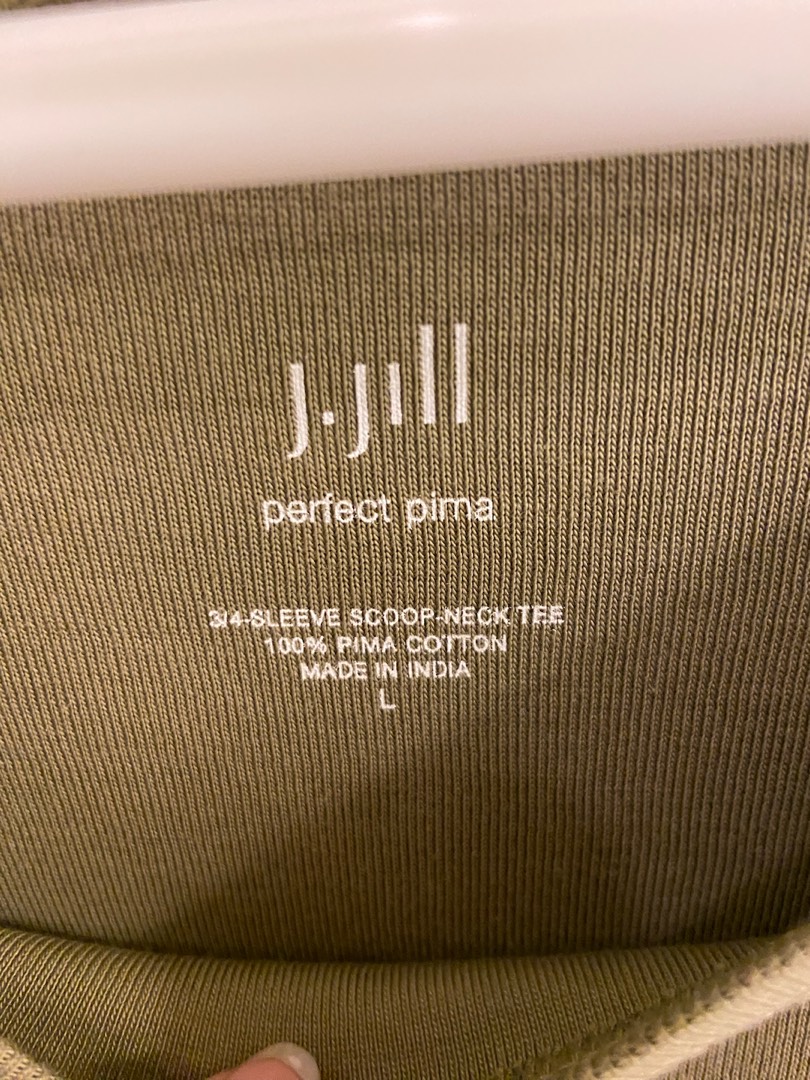 J.Jill
perfect pima
3/4-SLEEVE SCOOP-NECK TEE
100% PIMA COTTON
MADE IN INDIA
L